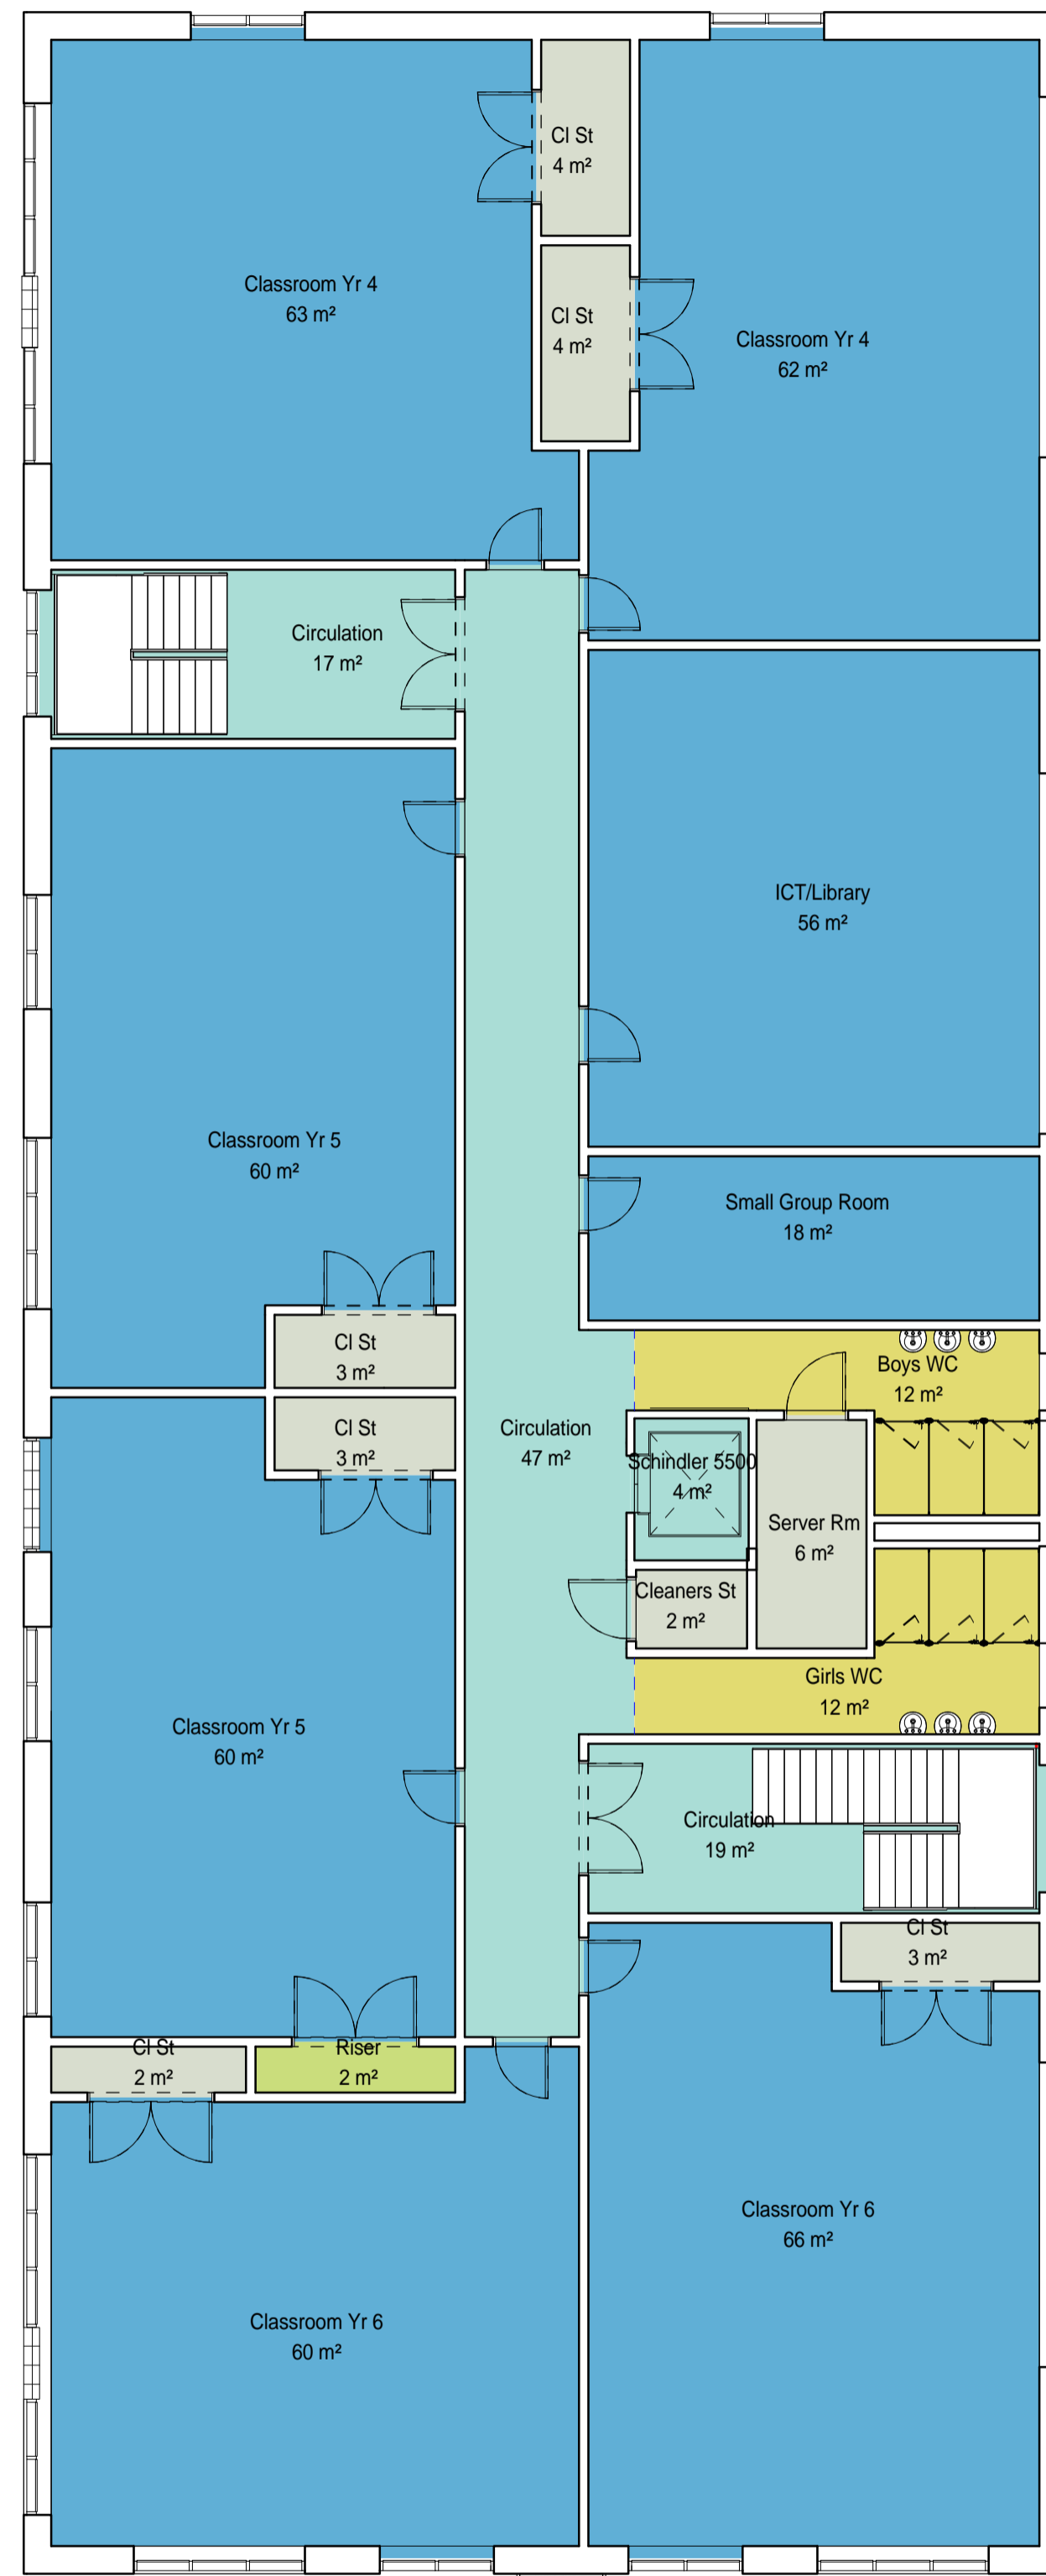 Cl St
4 m²
Classroom Yr 4
63 m²
Cl St
4 m²
Classroom Yr 4
62 m²
Circulation
17 m²
ICT/Library
56 m²
Classroom Yr 5
60 m²
Small Group Room
18 m²
Cl St
3 m²
Boys WC
12 m²
Cl St
3 m²
Circulation
47 m²
Schindler 5500
4 m²
Server Rm
6 m²
Cleaners St
2 m²
Girls WC
12 m²
Classroom Yr 5
60 m²
Circulation
19 m²
Cl St
3 m²
Cl St
2 m²
Riser
2 m²
Classroom Yr 6
66 m²
Classroom Yr 6
60 m²